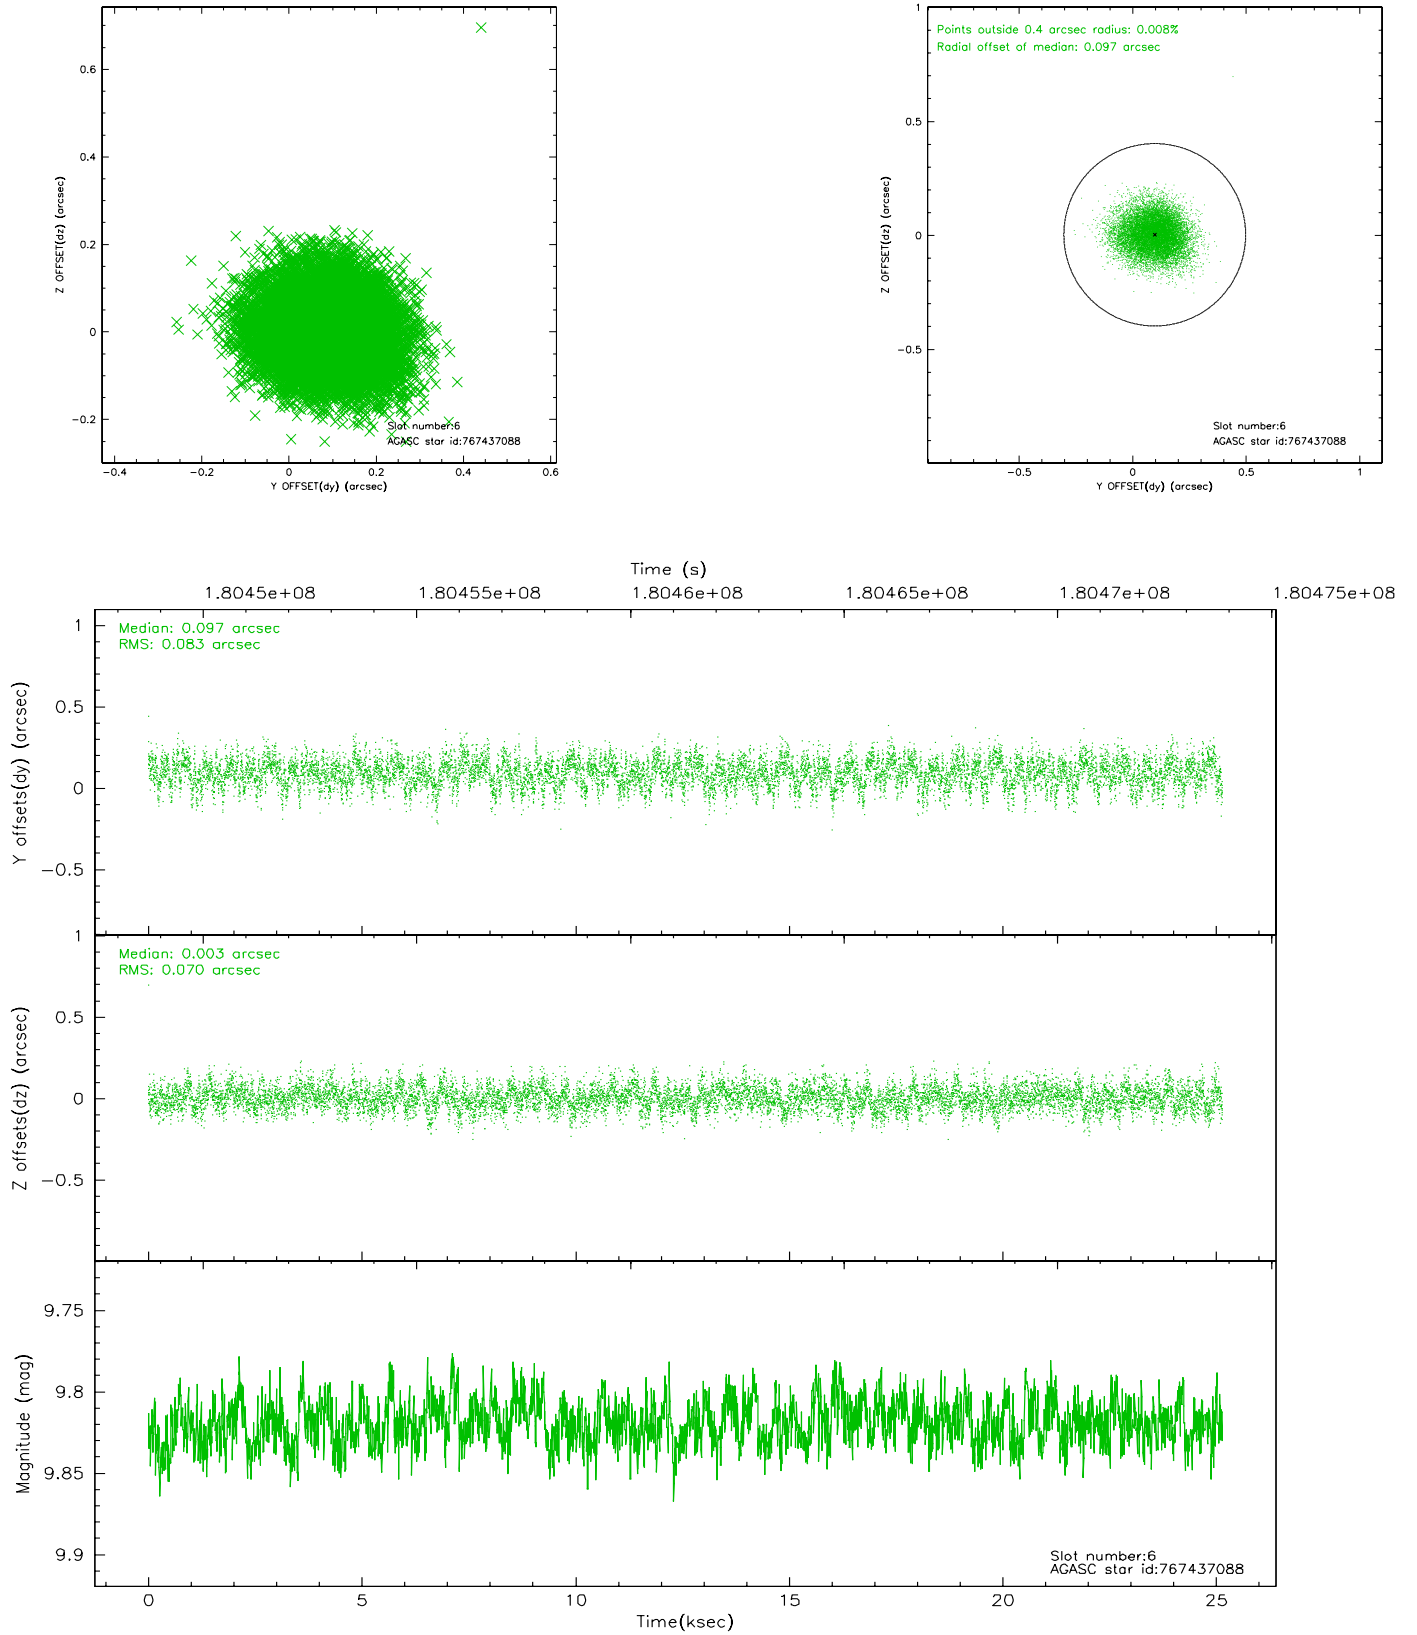 0.6
0.4
0.2
0
−0.2
Z OFFSET(dz) (arcsec)
−0.4 −0.2 0 0.2 0.4 0.6
Y OFFSET(dy) (arcsec)
Slot number:6
AGASC star id:767437088
Points outside 0.4 arcsec radius: 0.008%
Radial offset of median: 0.097 arcsec
1
0.5
0
−0.5
Z OFFSET(dz) (arcsec)
−0.5 0 0.5 1
Y OFFSET(dy) (arcsec)
Slot number:6
AGASC star id:767437088
Time (s)
1.8045e+08 1.80455e+08 1.8046e+08 1.80465e+08 1.8047e+08 1.80475e+08
Median: 0.097 arcsec
RMS: 0.083 arcsec
1
0.5
0
−0.5
Y offsets(dy) (arcsec)
Median: 0.003 arcsec
RMS: 0.070 arcsec
1
0.5
0
−0.5
Z offsets(dz) (arcsec)
9.75
9.8
9.85
9.9
Magnitude (mag)
Slot number:6
AGASC star id:767437088
0 5 10 15 20 25
Time(ksec)